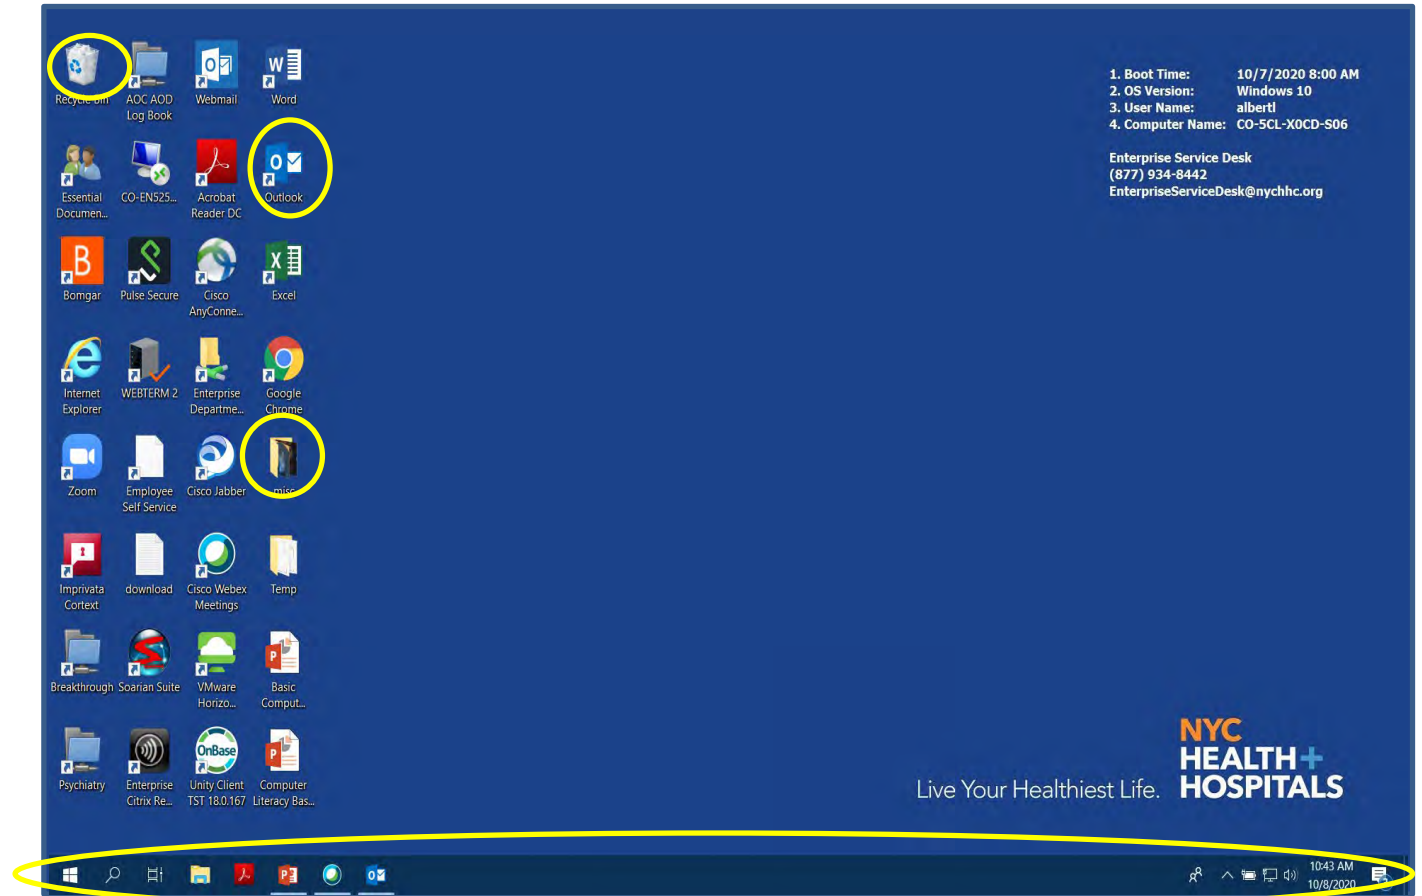 Recycle Bin
AOC AOD
Log Book
Webmail
Word
Essential
Documen...
CO-EN525...
Acrobat
Reader DC
Outlook
Bomgar
Pulse Secure
Cisco
AnyConne...
Excel
Internet
Explorer
WEBTERM 2
Enterprise
Departme...
Google
Chrome
Zoom
Employee
Self Service
Cisco Jabber
misc
Imprivata
Cortext
download
Cisco Webex
Meetings
Temp
Breakthrough
Soarian Suite
VMware
Horizo...
Basic
Comput...
Psychiatry
Enterprise
Citrix Re...
OnBase
Unity Client
TST 18.0.167
Computer
Literacy Bas...
1. Boot Time: 10/7/2020 8:00 AM
2. OS Version: Windows 10
3. User Name: albertl
4. Computer Name: CO-5CL-X0CD-S06
Enterprise Service Desk
(877) 934-8442
EnterpriseServiceDesk@nychhc.org
Live Your Healthiest Life.
NYC
HEALTH+
HOSPITALS
10:43 AM
10/8/2020